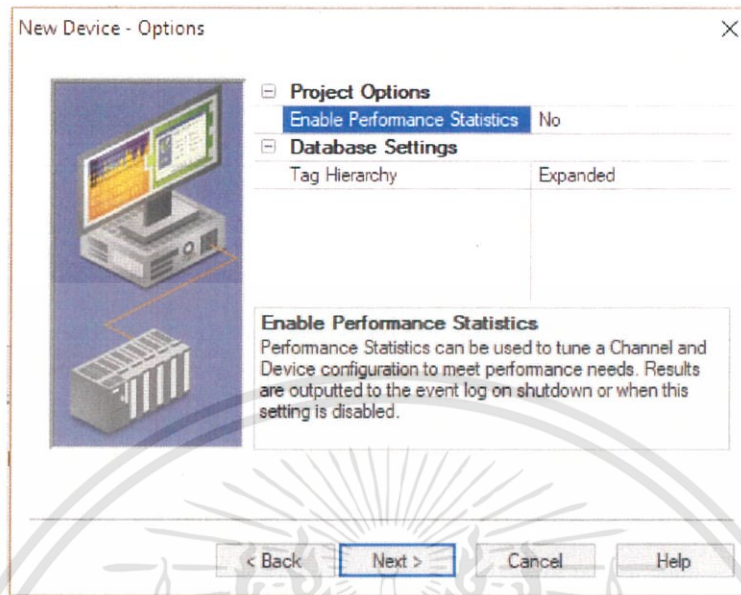 New Device - Options
Project Options
Enable Performance Statistics No
Database Settings
Tag Hierarchy Expanded
Enable Performance Statistics
Performance Statistics can be used to tune a Channel and
Device configuration to meet performance needs. Results
are outputted to the event log on shutdown or when this
setting is disabled.
< Back Next > Cancel Help